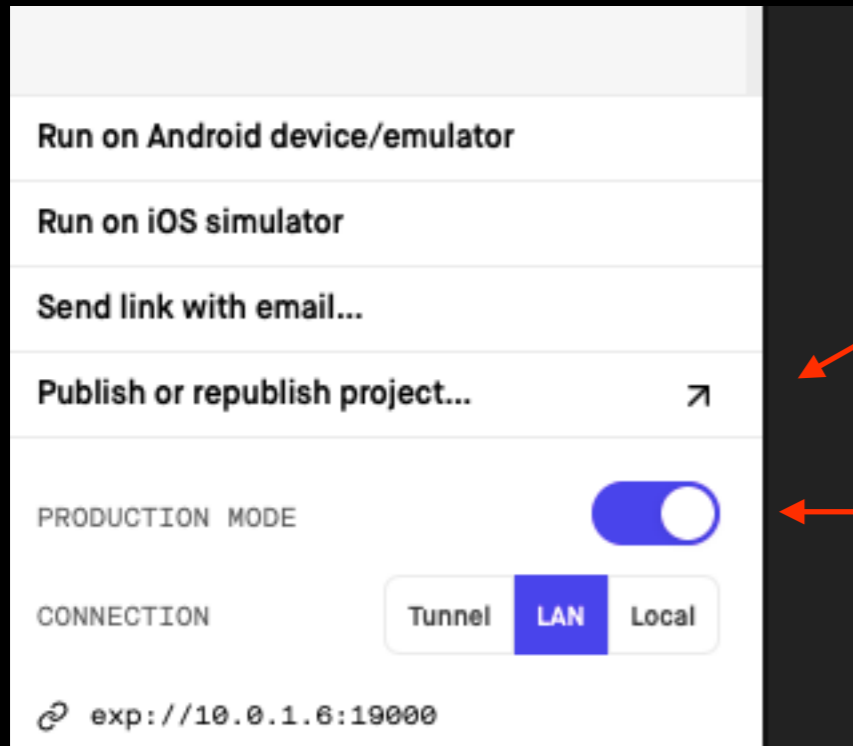 Run on Android device/emulator
Run on iOS simulator
Send link with email...
Publish or republish project...
PRODUCTION MODE
CONNECTION Tunnel LAN Local
exp://10.0.1.6:19000